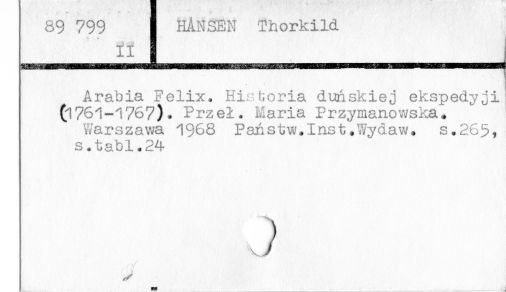 89 799
II
HANSEN Thorkild
Arabia Felix. Historia duńskiej ekspedyji
(1761-1767). Przeł. Maria Przymanowska.
Warszawa 1968 Państw.Inst.Wydaw. s.265,
s.tabl.24